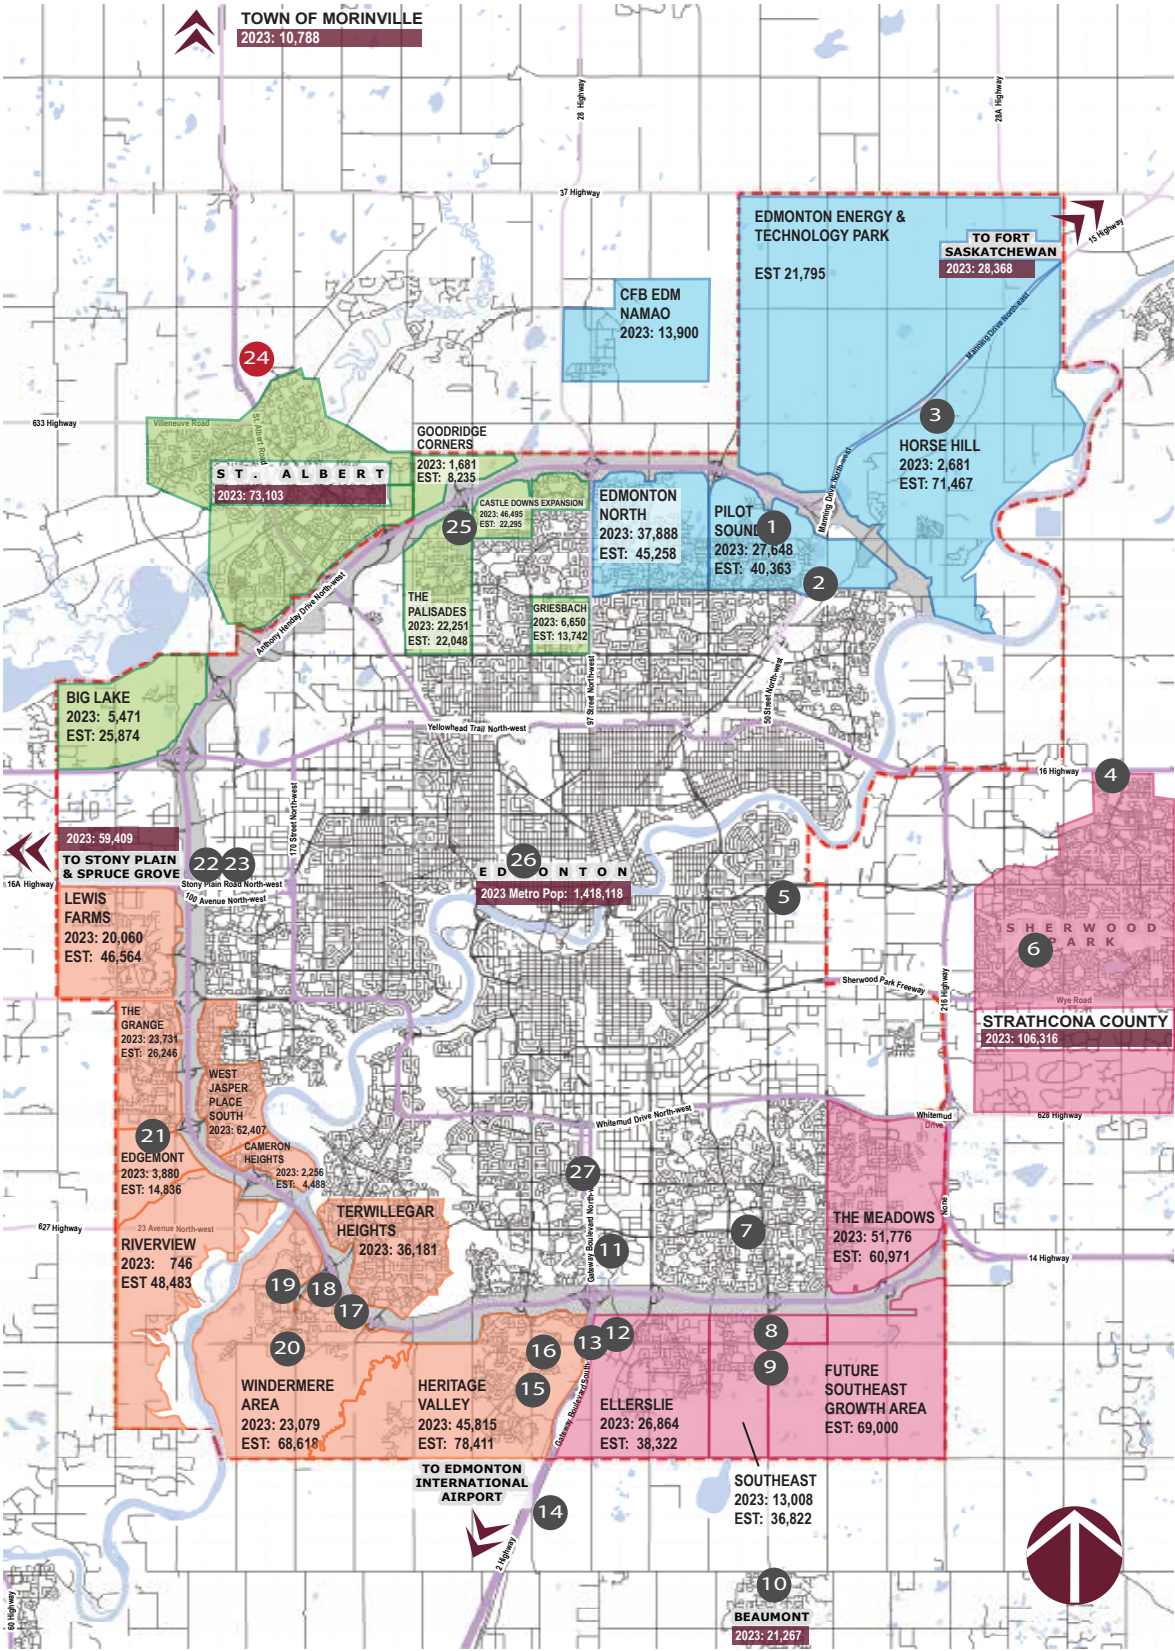 TOWN OF MORINVILLE
2023: 10,788
28 Highway
28A Highway
37 Highway
15 Highway
EDMONTON ENERGY &
TECHNOLOGY PARK
EST 21,795
TO FORT
SASKATCHEWAN
2023: 28,368
Manning Drive North-east
CFB EDM
NAMAO
2023: 13,900
24
3
HORSE HILL
2023: 2,681
EST: 71,467
633 Highway
Villeneuve Road
St. Albert Road
GOODRIDGE
CORNERS
2023: 1,681
EST: 8,235
ST. ALBERT
2023: 73,103
CASTLE DOWNS EXPANSION
2023: 46,495
EST: 22,295
25
EDMONTON
NORTH
2023: 37,888
EST: 45,258
PILOT
SOUND
2023: 27,648
EST: 40,363
1
2
Manning Drive North-west
THE
PALISADES
2023: 22,251
EST: 22,048
GRIESBACH
2023: 6,650
EST: 13,742
Anthony Henday Drive North-west
BIG LAKE
2023: 5,471
EST: 25,874
97 Street North-west
50 Street North-west
Yellowhead Trail North-west
16 Highway
4
170 Street North-west
2023: 59,409
TO STONY PLAIN
& SPRUCE GROVE
22
23
16A Highway
Stony Plain Road North-west
100 Avenue North-west
26
EDMONTON
2023 Metro Pop: 1,418,118
5
LEWIS
FARMS
2023: 20,060
EST: 46,564
SHERWOOD
PARK
6
Sherwood Park Freeway
216 Highway
Wye Road
STRATHCONA COUNTY
2023: 106,316
THE
GRANGE
2023: 23,731
EST: 26,246
WEST
JASPER
PLACE
SOUTH
2023: 62,407
Whitemud Drive North-west
Whitemud
Drive
628 Highway
21
EDGEMONT
2023: 3,880
EST: 14,836
CAMERON
HEIGHTS
2023: 2,256
EST: 4,488
27
627 Highway
23 Avenue North-west
RIVERVIEW
2023: 746
EST 48,483
TERWILLEGAR
HEIGHTS
2023: 36,181
Gateway Boulevard North-
11
7
THE MEADOWS
2023: 51,776
EST: 60,971
None
14 Highway
19
18
17
20
16
15
13
12
8
9
WINDERMERE
AREA
2023: 23,079
EST: 68,618
HERITAGE
VALLEY
2023: 45,815
EST: 78,411
Gateway Boulevard South-
ELLERSLIE
2023: 26,864
EST: 38,322
FUTURE
SOUTHEAST
GROWTH AREA
EST: 69,000
TO EDMONTON
INTERNATIONAL
AIRPORT
SOUTHEAST
2023: 13,008
EST: 36,822
14
2 Highway
60 Highway
10
BEAUMONT
2023: 21,267